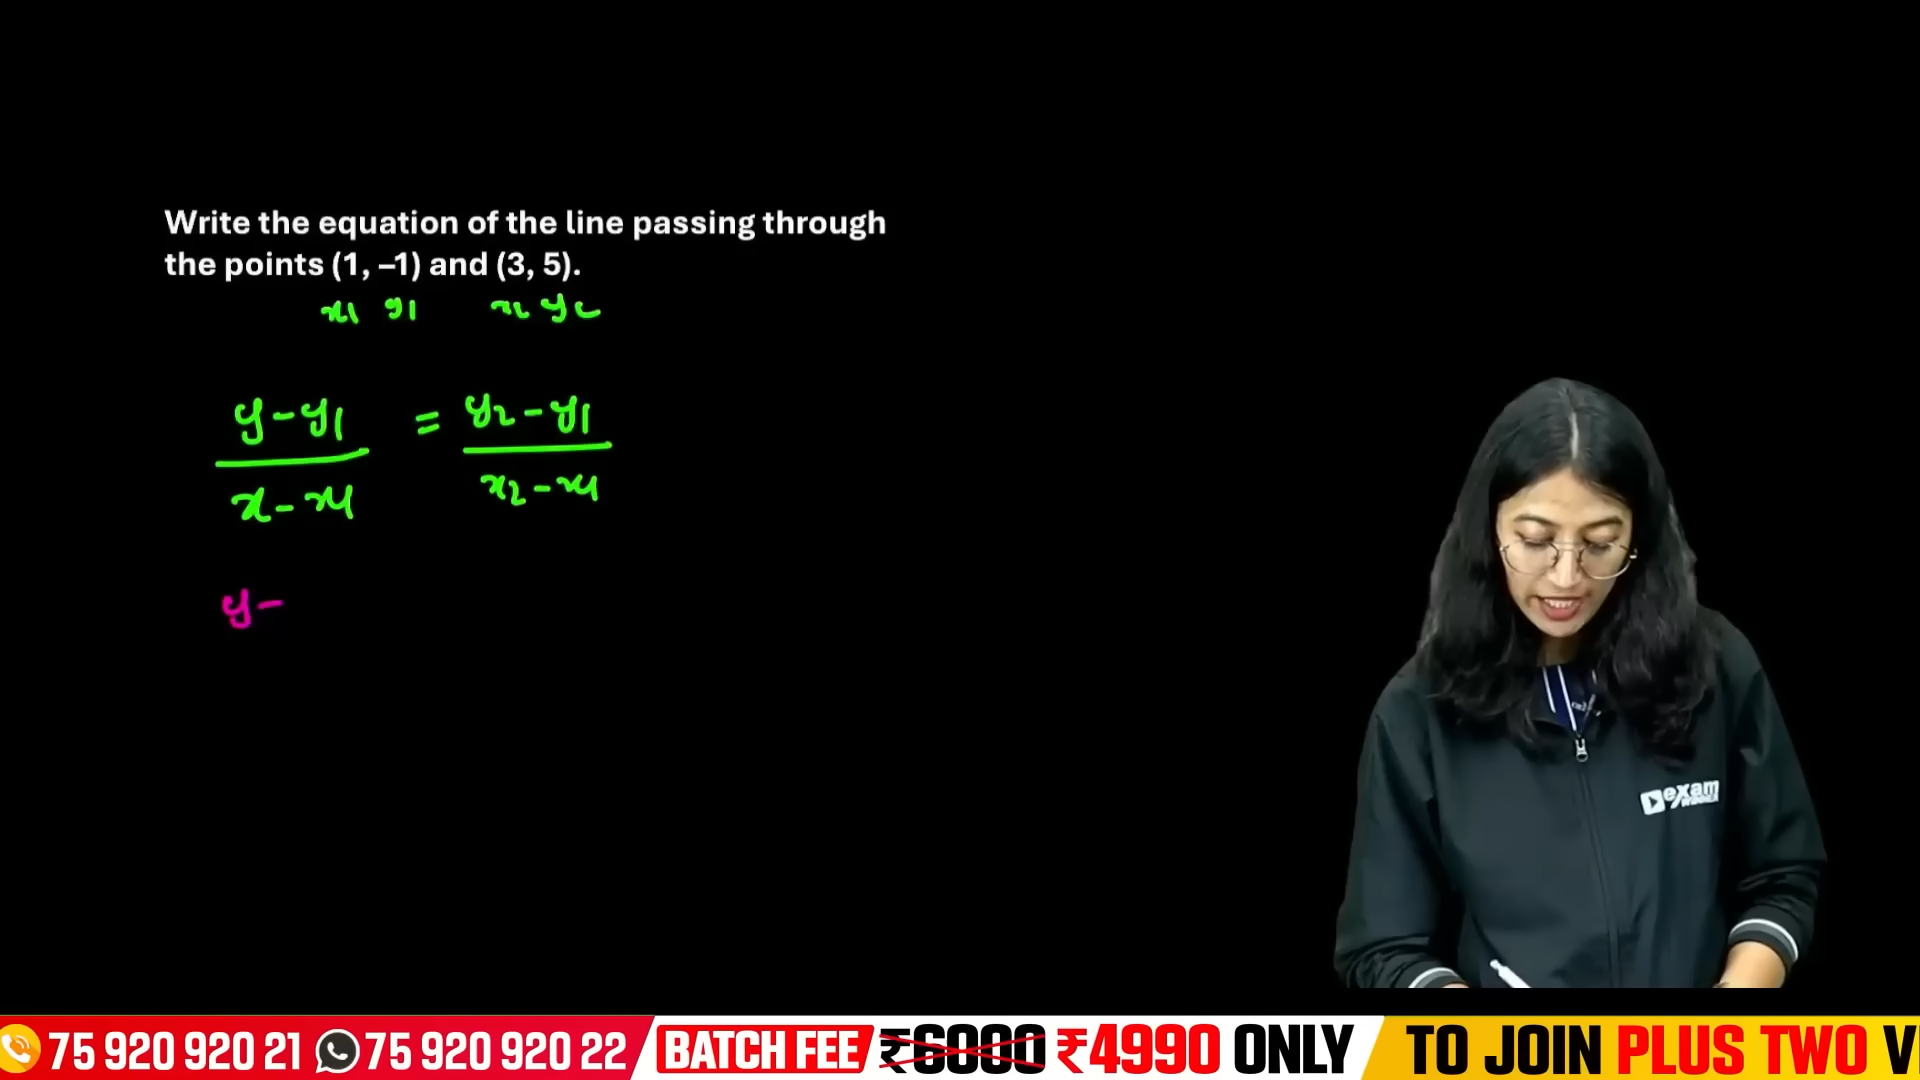 Write the equation of the line passing through
the points (1, –1) and (3, 5).
x1 y1 x2 y2
y-y1 = y2-y1
x-x1 x2-x1
y-
exam
WINNER
75 920 920 21 75 920 920 22 BATCH FEE ₹6000 ₹4990 ONLY TO JOIN PLUS TWO V